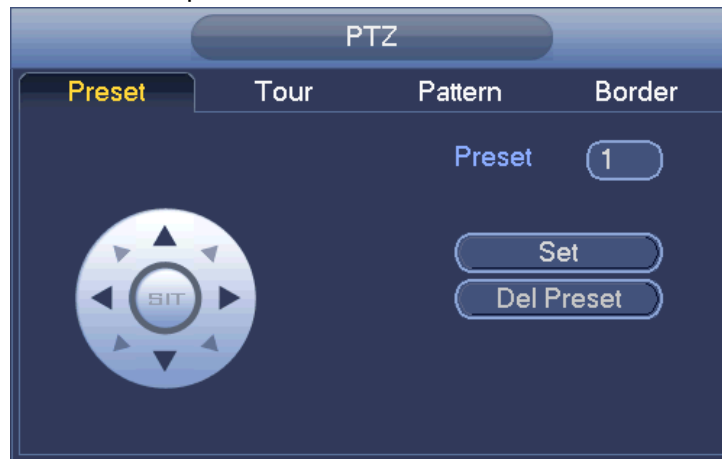 PTZ
Preset Tour Pattern Border
Preset 1
Set
SIT
Del Preset